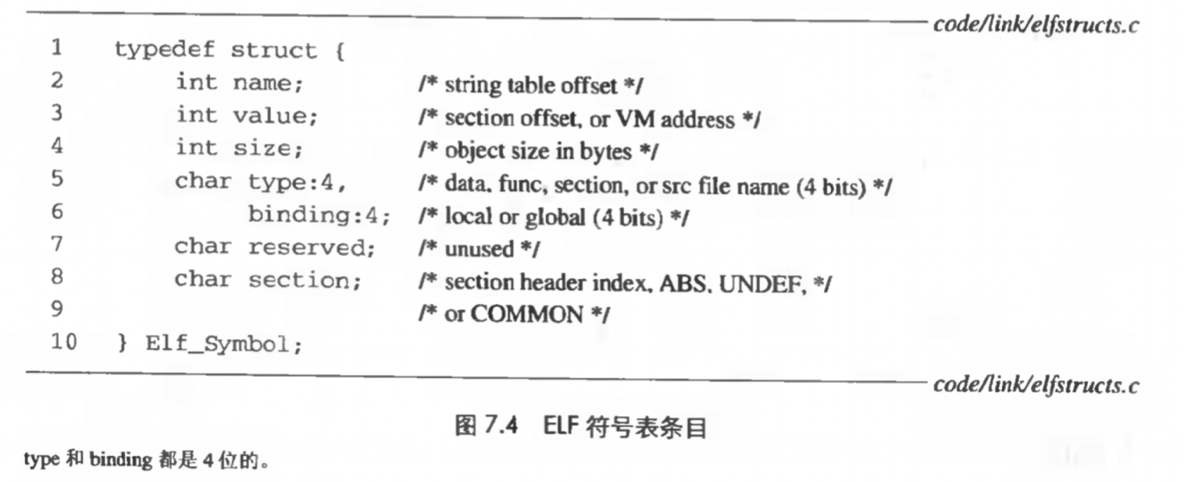 code/link/elfstructs.c
1 typedef struct {
2 int name; /* string table offset */
3 int value; /* section offset, or VM address */
4 int size; /* object size in bytes */
5 char type:4, /* data, func, section, or src file name (4 bits) */
6 binding:4; /* local or global (4 bits) */
7 char reserved; /* unused */
8 char section; /* section header index, ABS, UNDEF, */
9 /* or COMMON */
10 } Elf_Symbol;
code/link/elfstructs.c
图 7.4 ELF 符号表条目
type 和 binding 都是 4 位的。